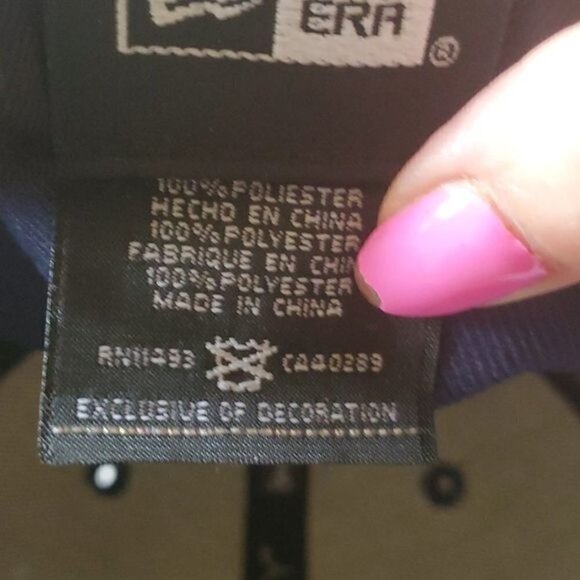 ERA
®
100% POLIESTER
HECHO EN CHINA
100% POLYESTER
FABRIQUE EN CHIN
100% POLYESTER
MADE IN CHINA
RN11493 CA40289
EXCLUSIVE OF DECORATION